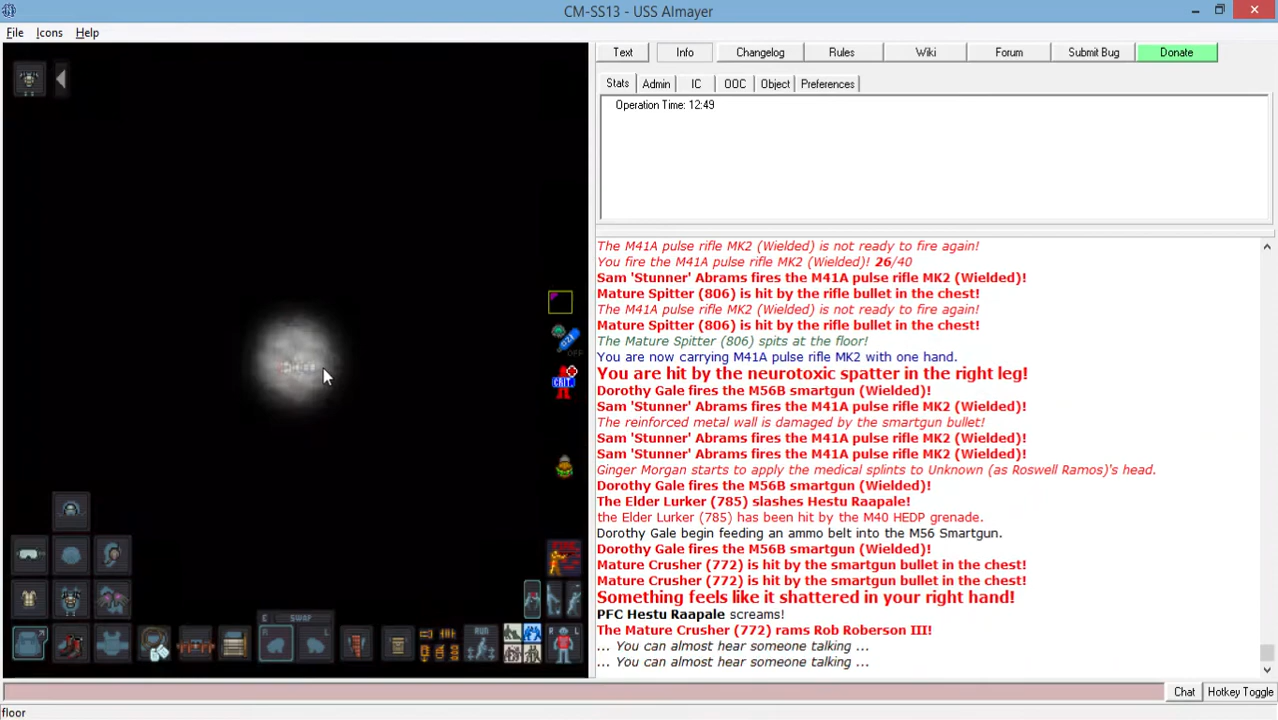 CM-SS13 - USS Almayer
File Icons Help
Text Info Changelog Rules Wiki Forum Submit Bug Donate
Stats Admin IC OOC Object Preferences
Operation Time: 12:49
The M41A pulse rifle MK2 (Wielded) is not ready to fire again!
You fire the M41A pulse rifle MK2 (Wielded)! 26/40
Sam 'Stunner' Abrams fires the M41A pulse rifle MK2 (Wielded)!
Mature Spitter (806) is hit by the rifle bullet in the chest!
The M41A pulse rifle MK2 (Wielded) is not ready to fire again!
Mature Spitter (806) is hit by the rifle bullet in the chest!
The Mature Spitter (806) spits at the floor!
You are now carrying M41A pulse rifle MK2 with one hand.
You are hit by the neurotoxic spatter in the right leg!
Dorothy Gale fires the M56B smartgun (Wielded)!
Sam 'Stunner' Abrams fires the M41A pulse rifle MK2 (Wielded)!
The reinforced metal wall is damaged by the smartgun bullet!
Sam 'Stunner' Abrams fires the M41A pulse rifle MK2 (Wielded)!
Sam 'Stunner' Abrams fires the M41A pulse rifle MK2 (Wielded)!
Ginger Morgan starts to apply the medical splints to Unknown (as Roswell Ramos)'s head.
Dorothy Gale fires the M56B smartgun (Wielded)!
The Elder Lurker (785) slashes Hestu Raapale!
the Elder Lurker (785) has been hit by the M40 HEDP grenade.
Dorothy Gale begin feeding an ammo belt into the M56 Smartgun.
Dorothy Gale fires the M56B smartgun (Wielded)!
Mature Crusher (772) is hit by the smartgun bullet in the chest!
Mature Crusher (772) is hit by the smartgun bullet in the chest!
Something feels like it shattered in your right hand!
PFC Hestu Raapale screams!
The Mature Crusher (772) rams Rob Roberson III!
... You can almost hear someone talking ...
... You can almost hear someone talking ...
OFF
CRIT.
E SWAP
R L
RUN
R L
Chat Hotkey Toggle
floor